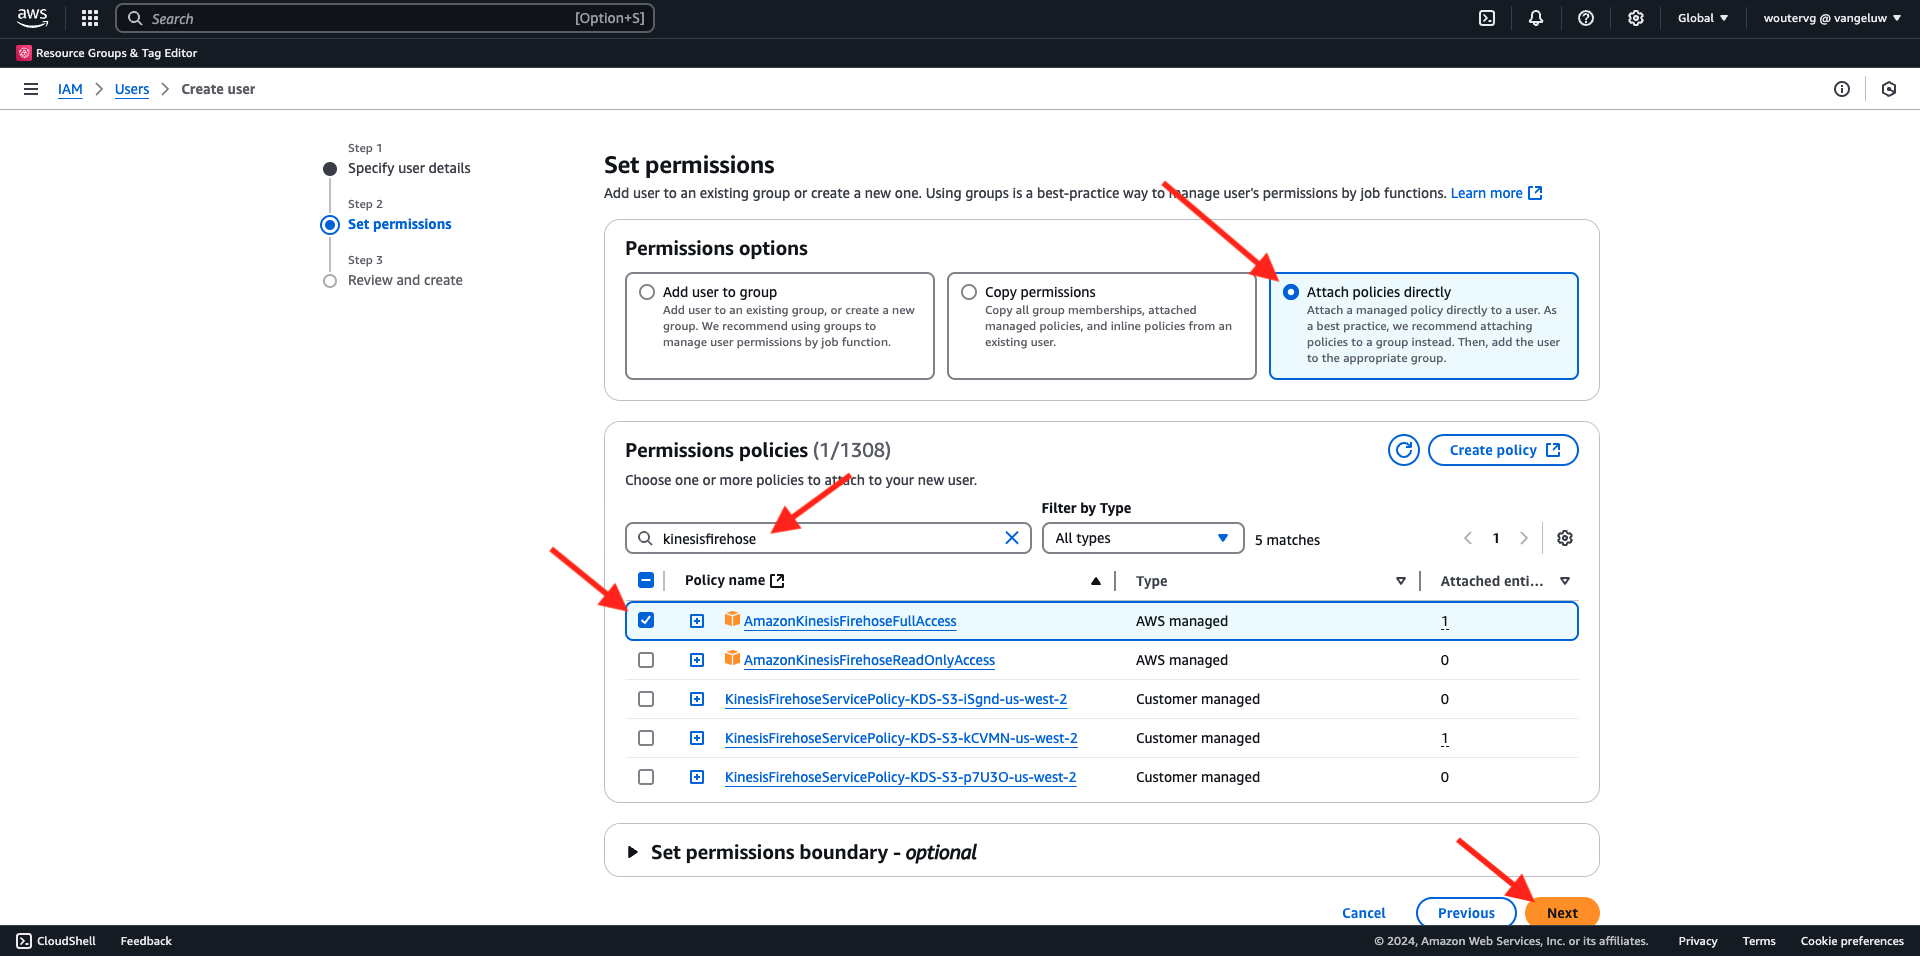 aws
Search
[Option+S]
Global
woutervg @ vangeluw
Resource Groups & Tag Editor
IAM
Users
Create user
Step 1
Specify user details
Step 2
Set permissions
Step 3
Review and create
Set permissions
Add user to an existing group or create a new one. Using groups is a best-practice way to manage user's permissions by job functions. Learn more
Permissions options
Add user to group
Add user to an existing group, or create a new
group. We recommend using groups to
manage user permissions by job function.
Copy permissions
Copy all group memberships, attached
managed policies, and inline policies from an
existing user.
Attach policies directly
Attach a managed policy directly to a user. As
a best practice, we recommend attaching
policies to a group instead. Then, add the user
to the appropriate group.
Permissions policies (1/1308)
Create policy
Choose one or more policies to attach to your new user.
Filter by Type
kinesisfirehose
All types
5 matches
1
Policy name
Type
Attached enti...
AmazonKinesisFirehoseFullAccess AWS managed 1
AmazonKinesisFirehoseReadOnlyAccess AWS managed 0
KinesisFirehoseServicePolicy-KDS-S3-iSgnd-us-west-2 Customer managed 0
KinesisFirehoseServicePolicy-KDS-S3-kCVMN-us-west-2 Customer managed 1
KinesisFirehoseServicePolicy-KDS-S3-p7U3O-us-west-2 Customer managed 0
Set permissions boundary - optional
Cancel
Previous
Next
CloudShell
Feedback
© 2024, Amazon Web Services, Inc. or its affiliates.
Privacy
Terms
Cookie preferences